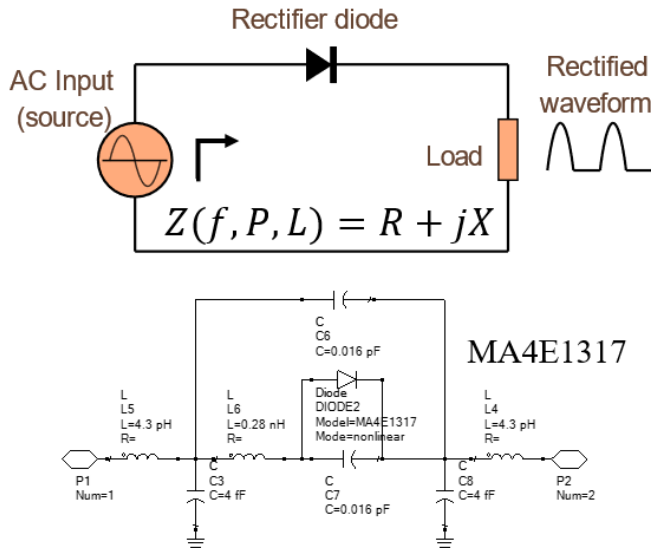 Rectifier diode
AC Input
(source)
Rectified
waveform
Load
Z(f, P, L) = R + jX
C
C6
C=0.016 pF
MA4E1317
L
L5
L=4.3 pH
R=
L
L6
L=0.28 nH
R=
Diode
DIODE2
Model=MA4E1317
Mode=nonlinear
L
L4
L=4.3 pH
R=
P1
Num=1
C
C3
C=4 fF
C
C7
C=0.016 pF
C
C8
C=4 fF
P2
Num=2